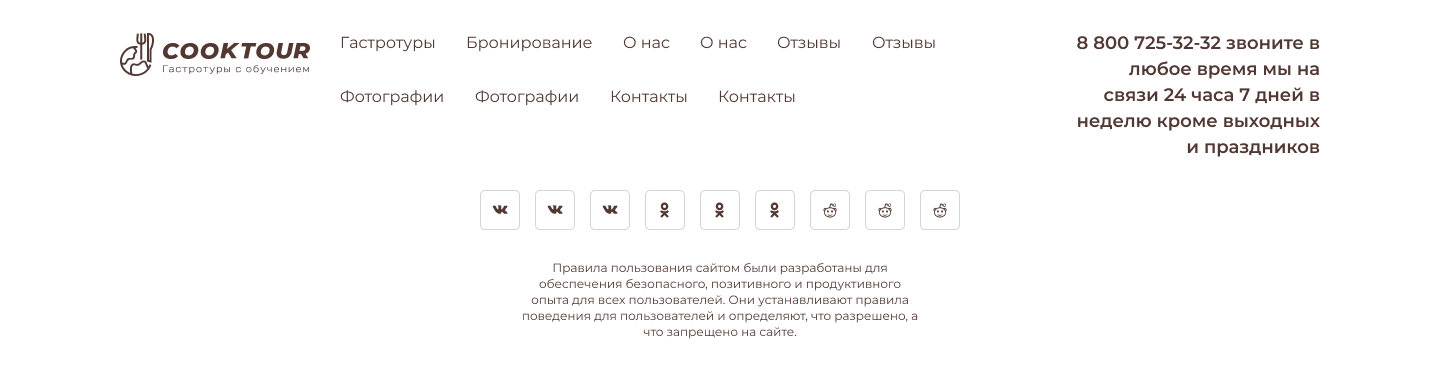 COOKTOUR
Гастротуры с обучением
Гастротуры Бронирование О нас О нас Отзывы Отзывы
Фотографии Фотографии Контакты Контакты
8 800 725-32-32 звоните в
любое время мы на
связи 24 часа 7 дней в
неделю кроме выходных
и праздников
Правила пользования сайтом были разработаны для
обеспечения безопасного, позитивного и продуктивного
опыта для всех пользователей. Они устанавливают правила
поведения для пользователей и определяют, что разрешено, а
что запрещено на сайте.